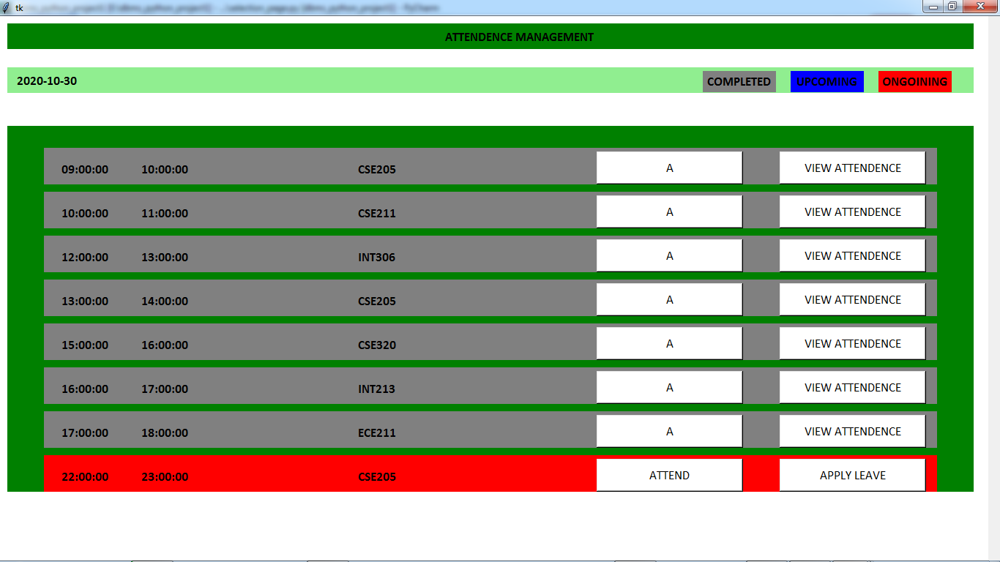 tk
ATTENDENCE MANAGEMENT
2020-10-30 COMPLETED UPCOMING ONGOINING
09:00:00 10:00:00 CSE205 A VIEW ATTENDENCE
10:00:00 11:00:00 CSE211 A VIEW ATTENDENCE
12:00:00 13:00:00 INT306 A VIEW ATTENDENCE
13:00:00 14:00:00 CSE205 A VIEW ATTENDENCE
15:00:00 16:00:00 CSE320 A VIEW ATTENDENCE
16:00:00 17:00:00 INT213 A VIEW ATTENDENCE
17:00:00 18:00:00 ECE211 A VIEW ATTENDENCE
22:00:00 23:00:00 CSE205 ATTEND APPLY LEAVE